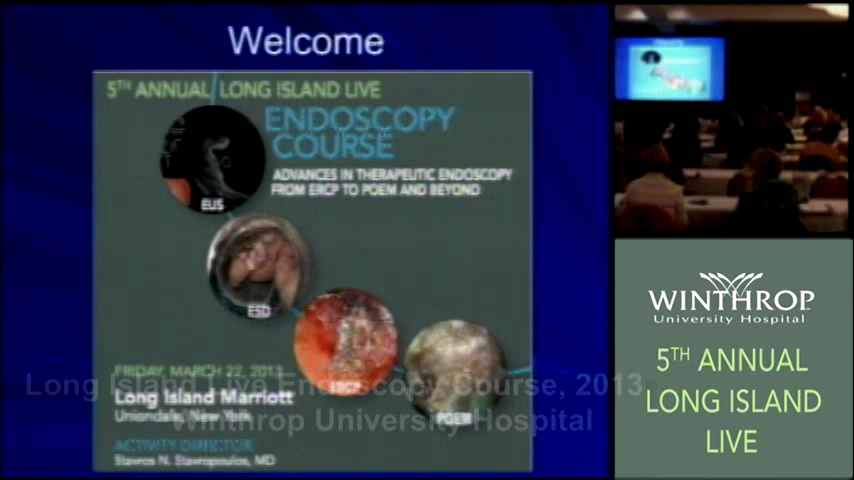 Welcome
5TH ANNUAL LONG ISLAND LIVE
ENDOSCOPY
COURSE
ADVANCES IN THERAPEUTIC ENDOSCOPY
FROM ERCP TO POEM AND BEYOND
EUS
ESD
ERCP
POEM
FRIDAY, MARCH 22, 2013
Long Island Marriott
Uniondale, New York
ACTIVITY DIRECTOR
Stavros N. Stavropoulos, MD
Long Island Live Endoscopy Course, 2013.
Winthrop University Hospital
WINTHROP
University Hospital
5TH ANNUAL
LONG ISLAND
LIVE